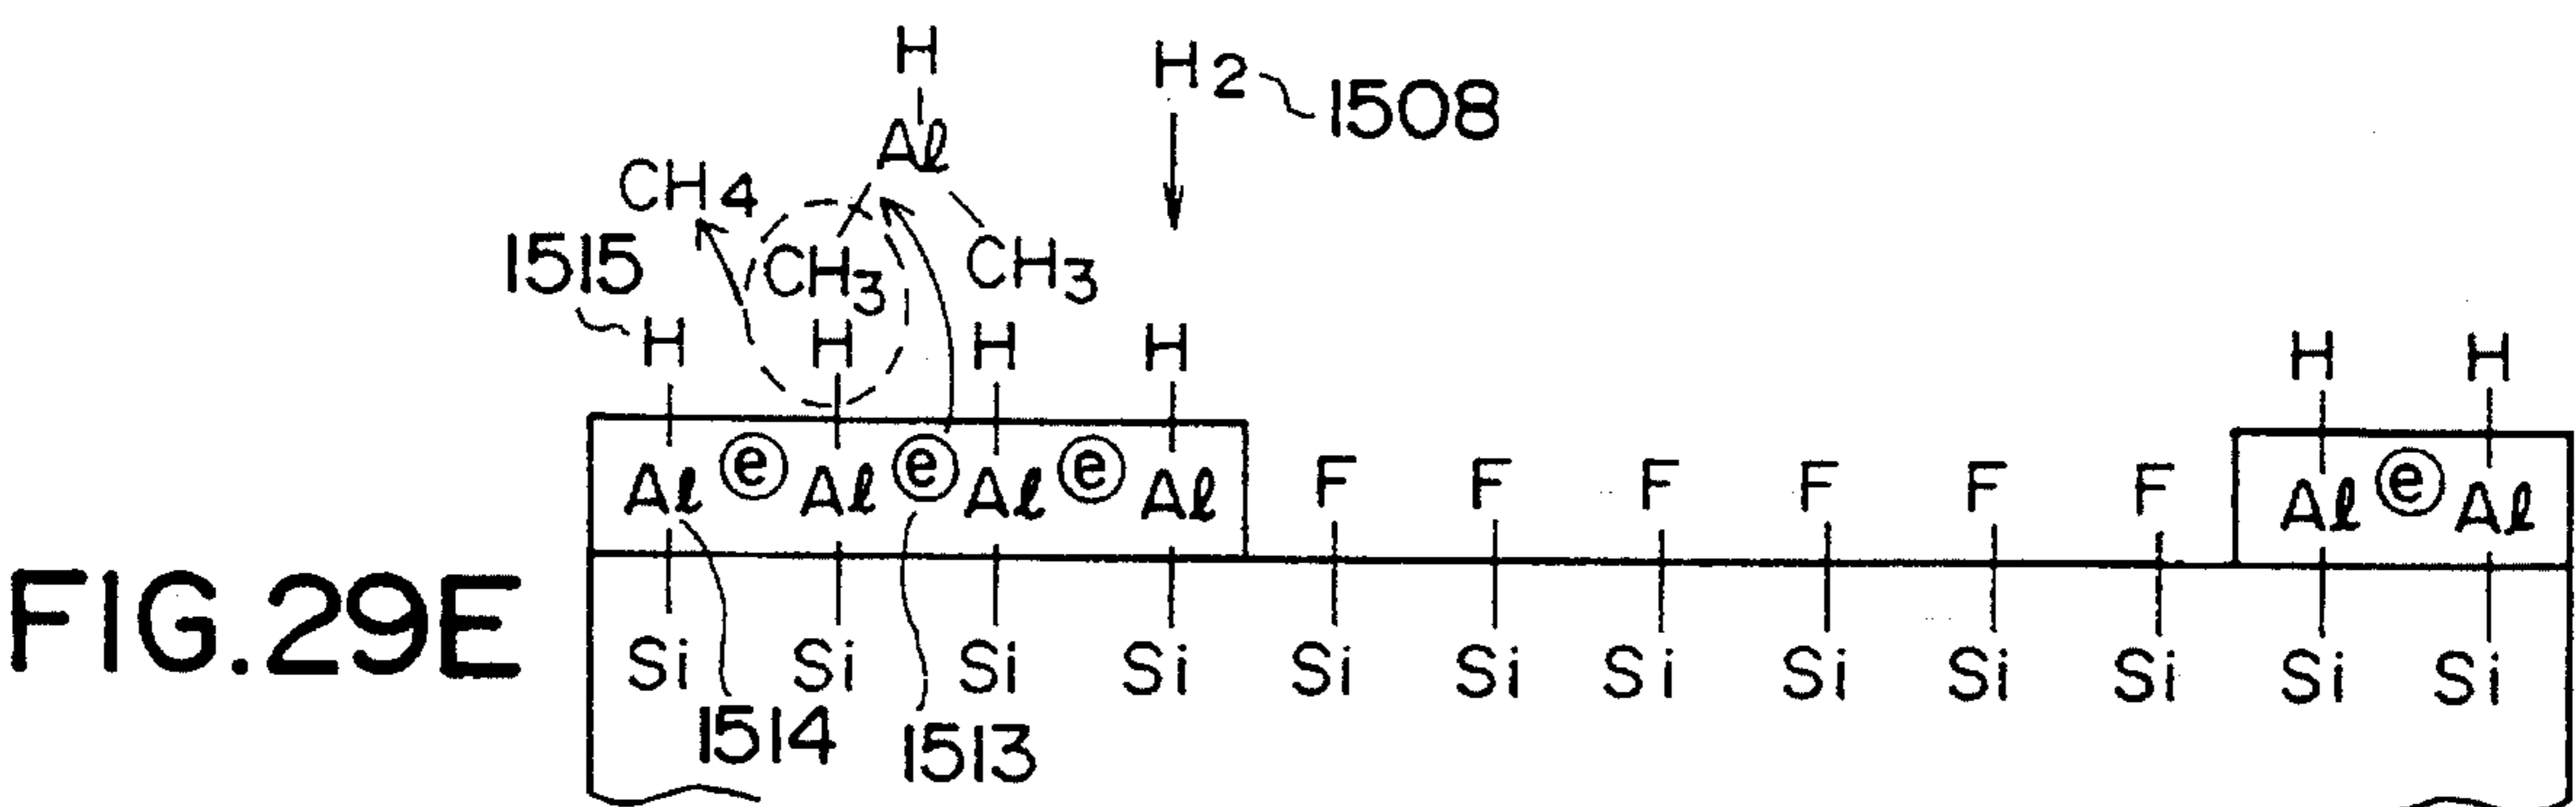 H
H2 1508
Al
CH4
CH3 CH3
1515
H H H H H H
Al e Al e Al e Al F F F F F F Al e Al
FIG.29E
Si Si Si Si Si Si Si Si Si Si Si Si
1514 1513